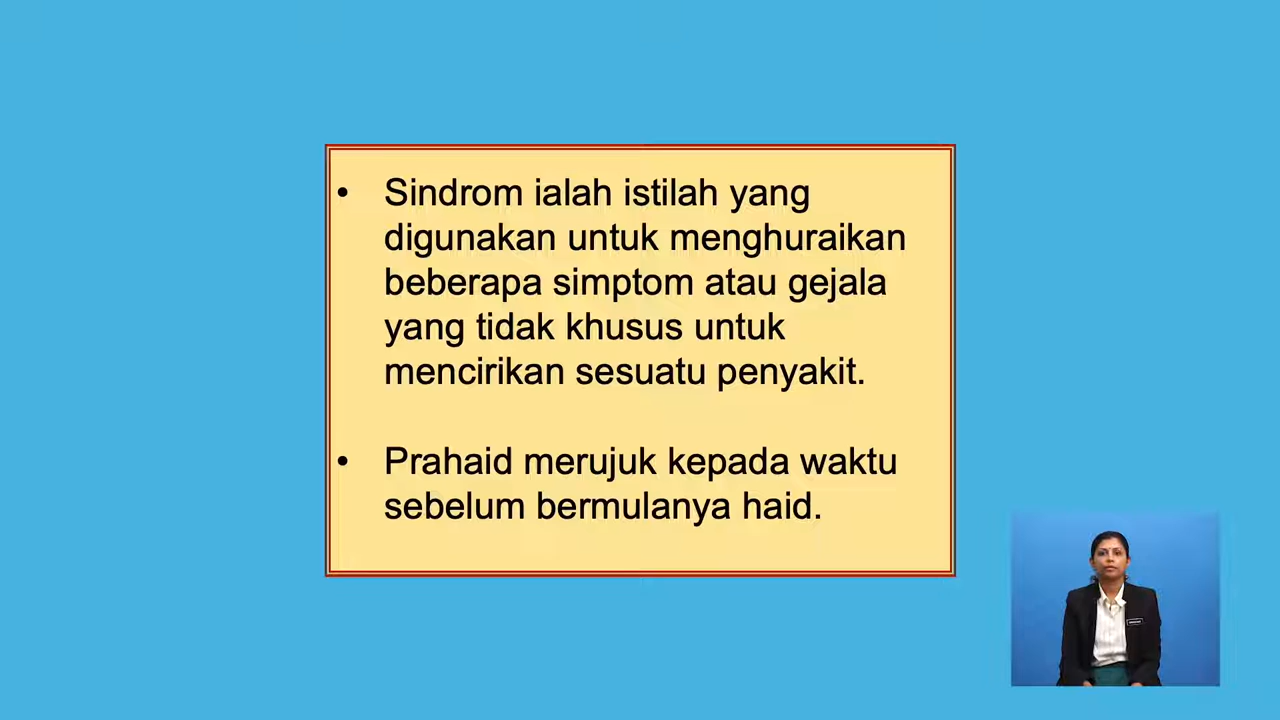 • Sindrom ialah istilah yang
digunakan untuk menghuraikan
beberapa simptom atau gejala
yang tidak khusus untuk
mencirikan sesuatu penyakit.
• Prahaid merujuk kepada waktu
sebelum bermulanya haid.